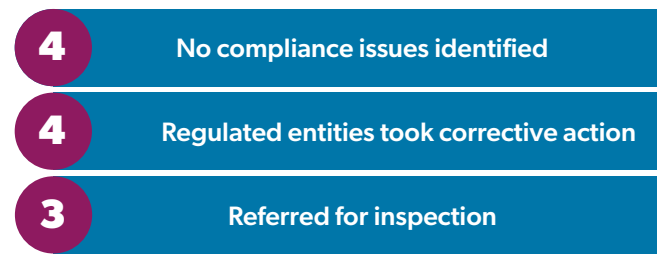 4 No compliance issues identified
4 Regulated entities took corrective action
3 Referred for inspection